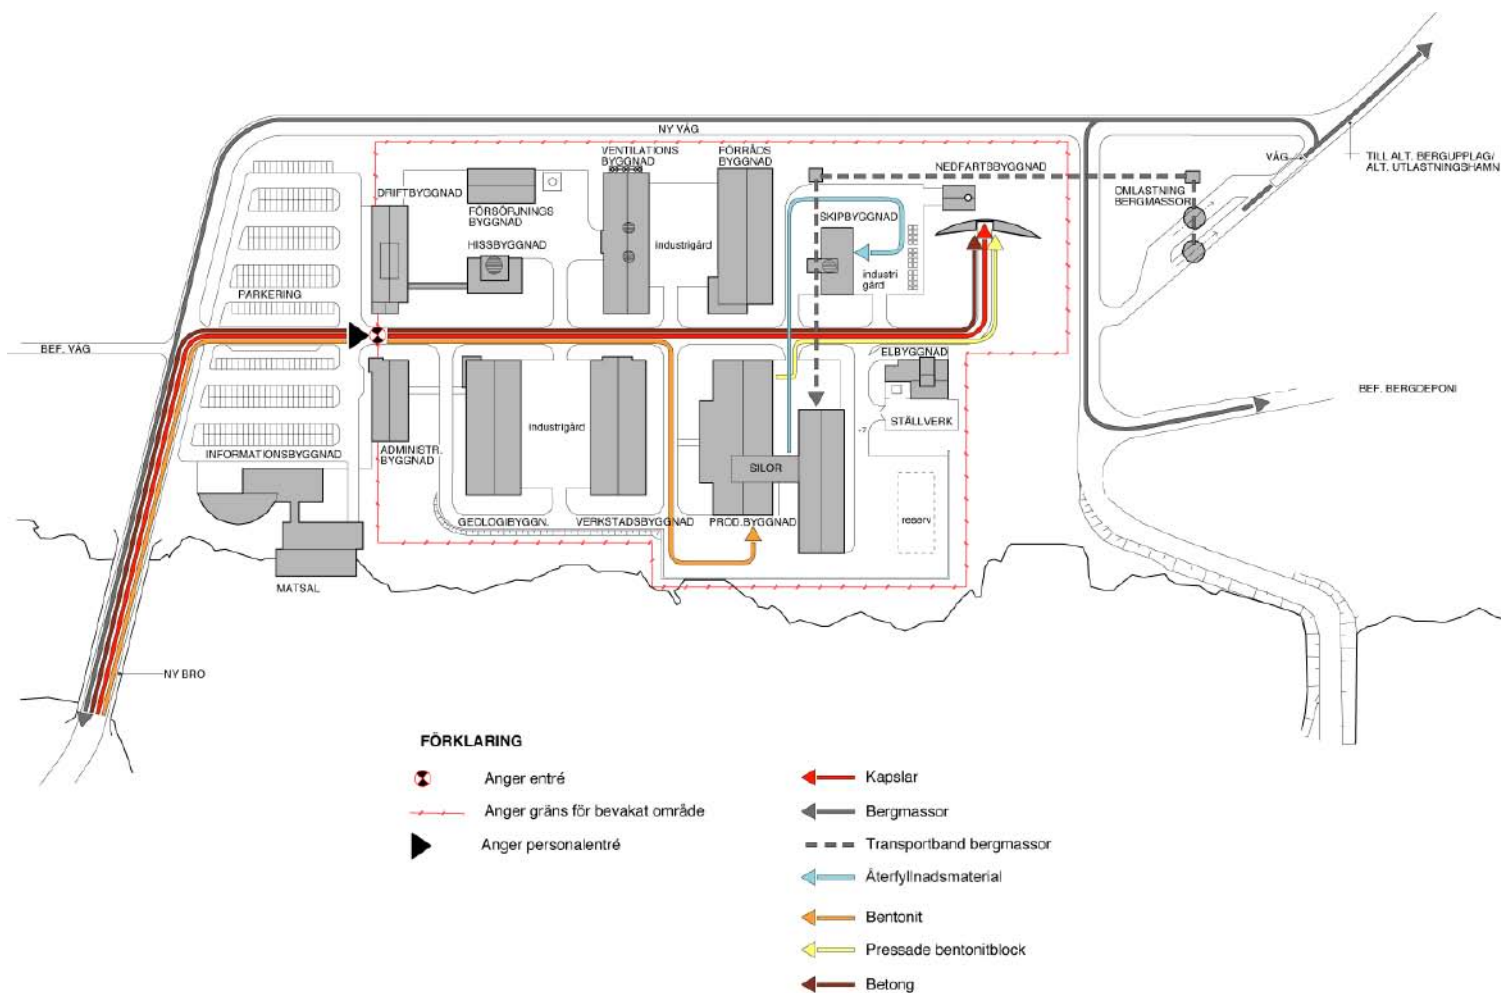 NY VÄG
VÄG
TILL ALT. BERGUPPLAG/
ALT. UTLASTNINGSHAMN
VENTILATIONS
BYGGNAD
FÖRRÅDS
BYGGNAD
NEDFARTSBYGGNAD
OMLASTNING
BERGMASSOR
DRIFTBYGGNAD
FÖRSÖRJNINGS
BYGGNAD
SKIPBYGGNAD
HISSBYGGNAD
industrigård
industri
gård
PARKERING
BEF. VÄG
ELBYGGNAD
BEF. BERGDEPONI
STÄLLVERK
industrigård
INFORMATIONSBYGGNAD
ADMINISTR.
BYGGNAD
SILOR
GEOLOGIBYGGN.
VERKSTADSBYGGNAD
PROD.BYGGNAD
reserv
MATSAL
NY BRO
FÖRKLARING
Anger entré
Anger gräns för bevakat område
Anger personalentré
Kapslar
Bergmassor
Transportband bergmassor
Återfyllnadsmaterial
Bentonit
Pressade bentonitblock
Betong